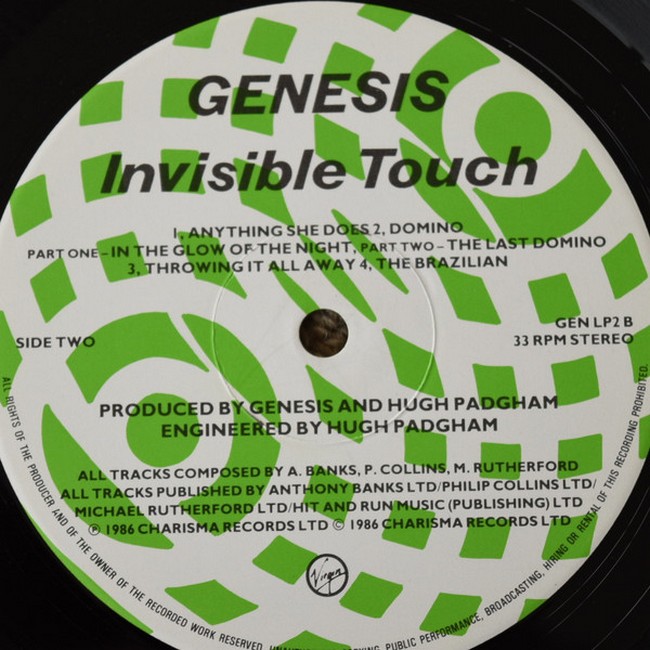 GENESIS
Invisible Touch
1, ANYTHING SHE DOES 2, DOMINO
PART ONE – IN THE GLOW OF THE NIGHT, PART TWO – THE LAST DOMINO
3, THROWING IT ALL AWAY 4, THE BRAZILIAN
SIDE TWO
GEN LP2 B
33 RPM STEREO
PRODUCED BY GENESIS AND HUGH PADGHAM
ENGINEERED BY HUGH PADGHAM
ALL TRACKS COMPOSED BY A. BANKS, P. COLLINS, M. RUTHERFORD
ALL TRACKS PUBLISHED BY ANTHONY BANKS LTD/PHILIP COLLINS LTD/
MICHAEL RUTHERFORD LTD/HIT AND RUN MUSIC (PUBLISHING) LTD
℗ 1986 CHARISMA RECORDS LTD © 1986 CHARISMA RECORDS LTD
Virgin
ALL RIGHTS OF THE PRODUCER AND OF THE OWNER OF THE RECORDED WORK RESERVED. PUBLIC PERFORMANCE, BROADCASTING, HIRING OR RENTAL OF THIS RECORDING PROHIBITED.